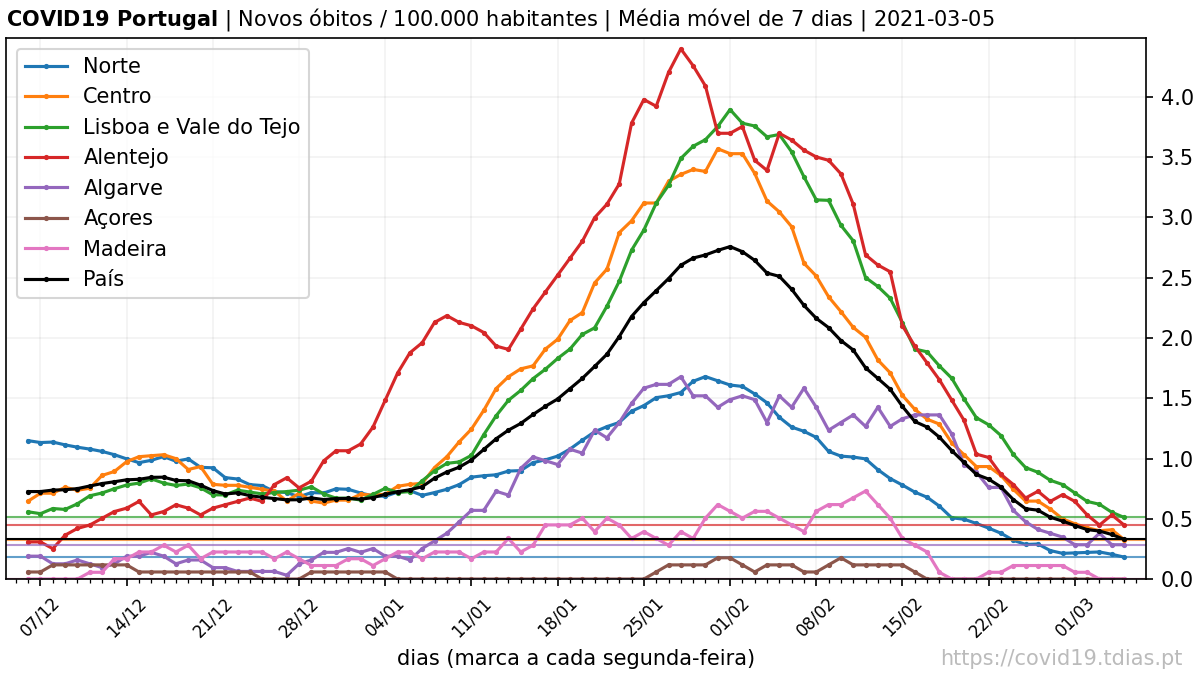 COVID19 Portugal | Novos óbitos / 100.000 habitantes | Média móvel de 7 dias | 2021-03-05
Norte
Centro
Lisboa e Vale do Tejo
Alentejo
Algarve
Açores
Madeira
País
4.0
3.5
3.0
2.5
2.0
1.5
1.0
0.5
0.0
07/12 14/12 21/12 28/12 04/01 11/01 18/01 25/01 01/02 08/02 15/02 22/02 01/03
dias (marca a cada segunda-feira)
https://covid19.tdias.pt